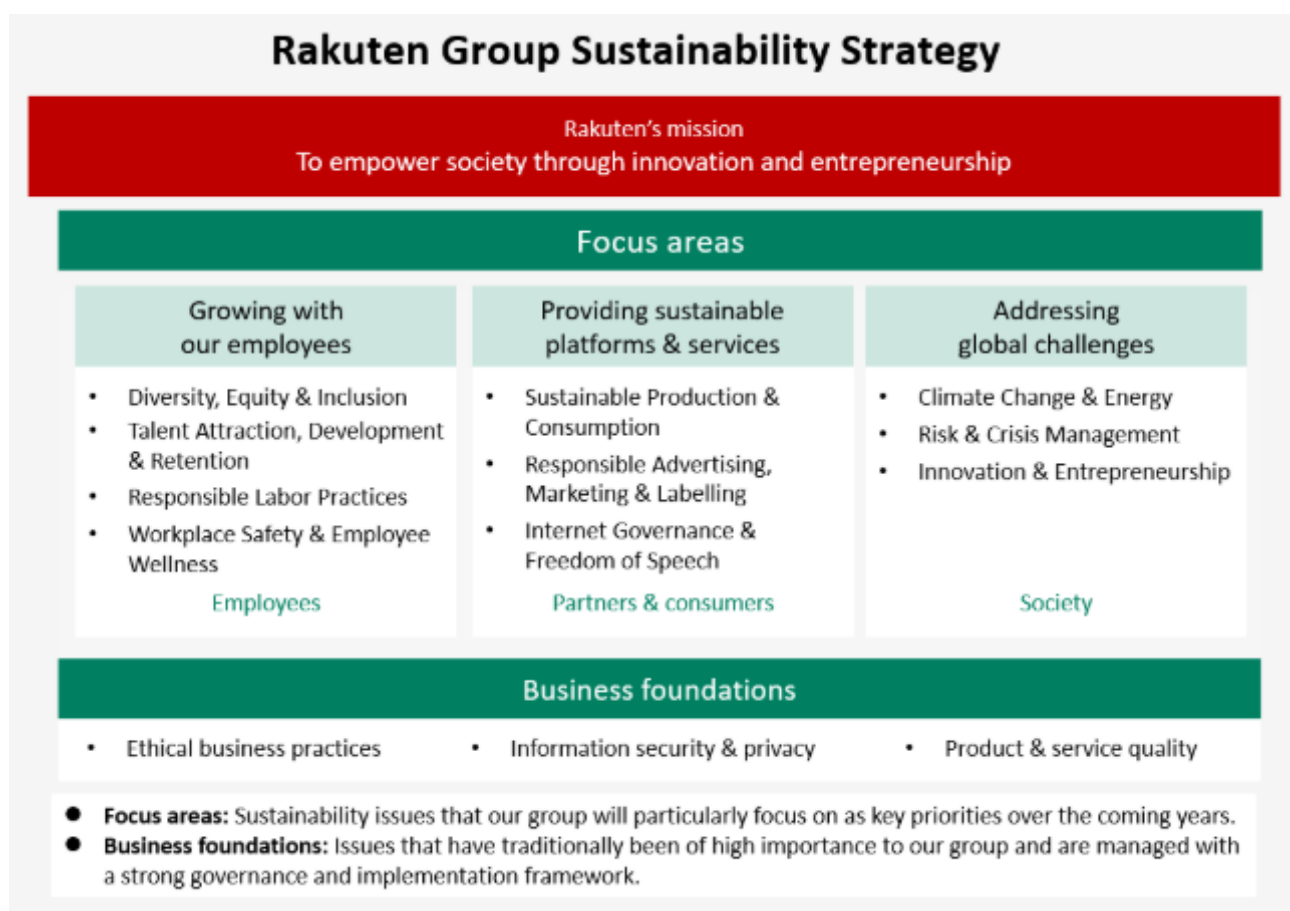 Rakuten Group Sustainability Strategy
Rakuten's mission
To empower society through innovation and entrepreneurship
Focus areas
Growing with
our employees
• Diversity, Equity & Inclusion
• Talent Attraction, Development
& Retention
• Responsible Labor Practices
• Workplace Safety & Employee
Wellness
Employees
Providing sustainable
platforms & services
• Sustainable Production &
Consumption
• Responsible Advertising,
Marketing & Labelling
• Internet Governance &
Freedom of Speech
Partners & consumers
Addressing
global challenges
• Climate Change & Energy
• Risk & Crisis Management
• Innovation & Entrepreneurship
Society
Business foundations
• Ethical business practices
• Information security & privacy
• Product & service quality
● Focus areas: Sustainability issues that our group will particularly focus on as key priorities over the coming years.
● Business foundations: Issues that have traditionally been of high importance to our group and are managed with
a strong governance and implementation framework.